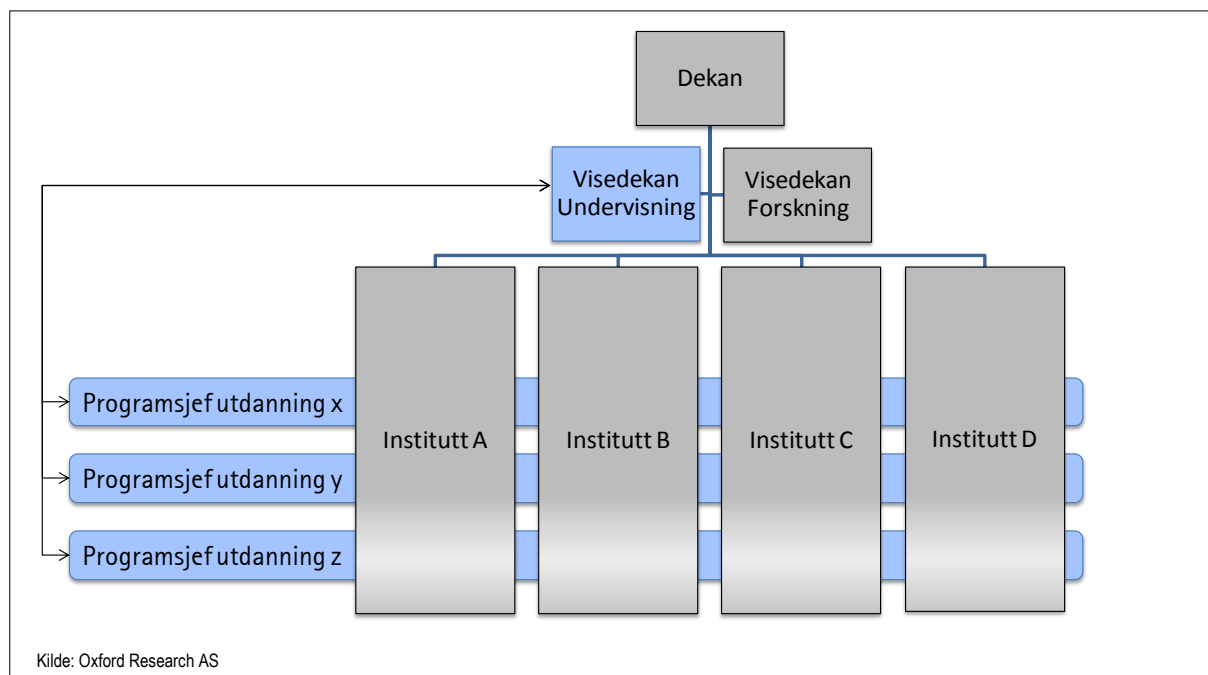 Dekan
Visedekan
Undervisning
Visedekan
Forskning
Programsjef utdanning x
Programsjef utdanning y
Programsjef utdanning z
Institutt A
Institutt B
Institutt C
Institutt D
Kilde: Oxford Research AS